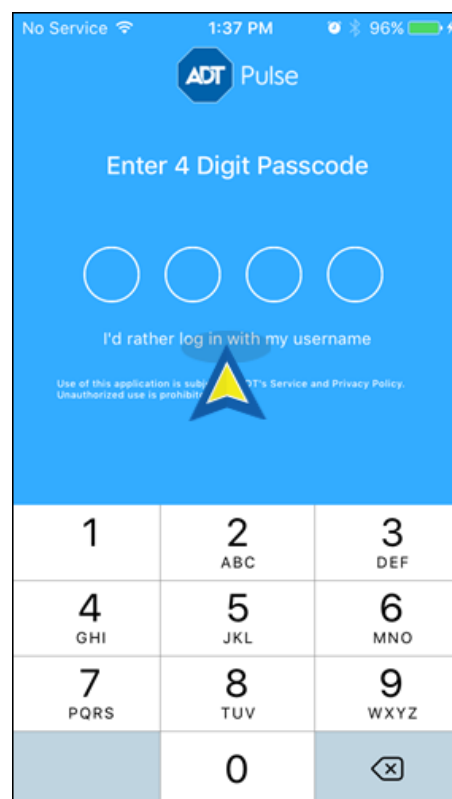 No Service 1:37 PM 96%
ADT Pulse
Enter 4 Digit Passcode
I'd rather log in with my username
Use of this application is DT's Service and Privacy Policy.
Unauthorized use is
1 2 3
ABC DEF
4 5 6
GHI JKL MNO
7 8 9
PQRS TUV WXYZ
0